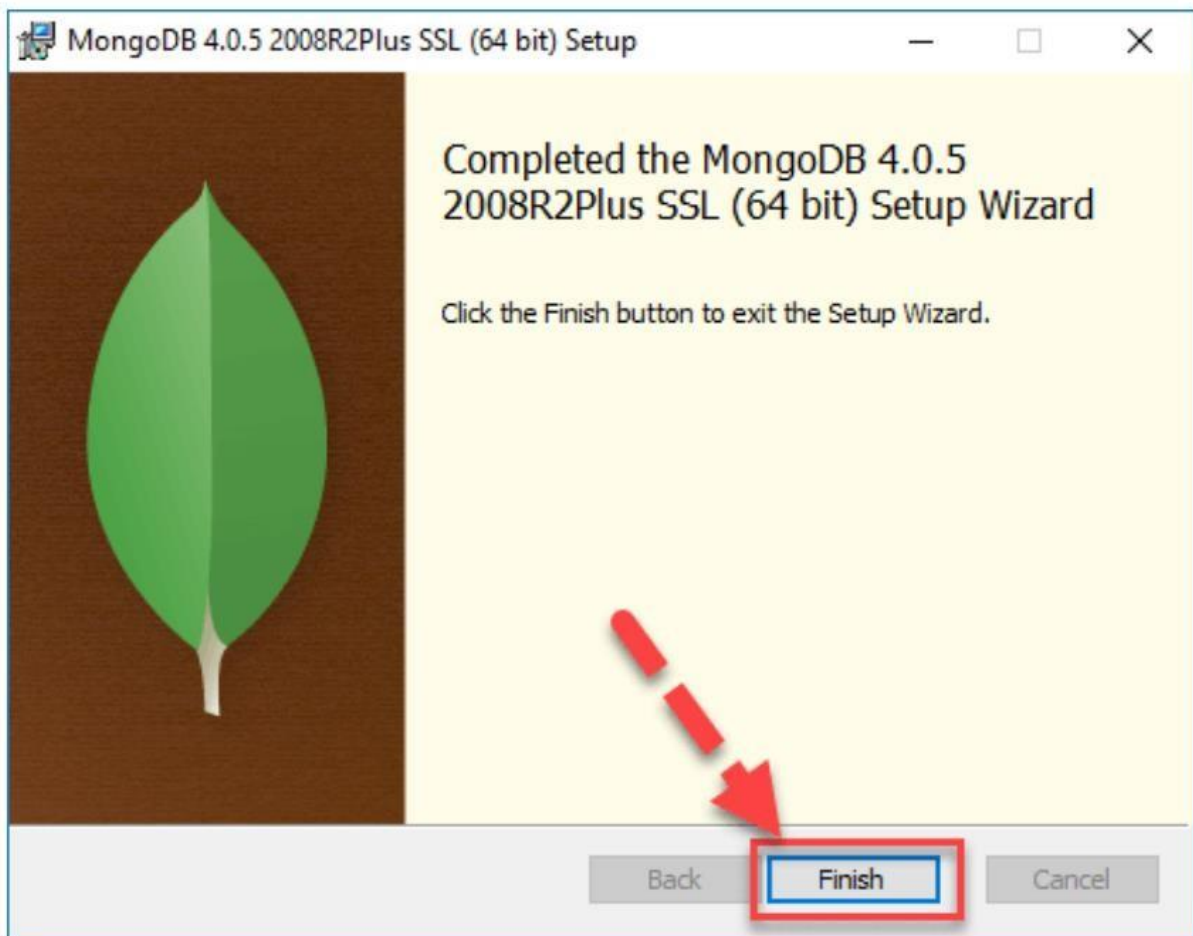 MongoDB 4.0.5 2008R2Plus SSL (64 bit) Setup
Completed the MongoDB 4.0.5
2008R2Plus SSL (64 bit) Setup Wizard
Click the Finish button to exit the Setup Wizard.
Back Finish Cancel